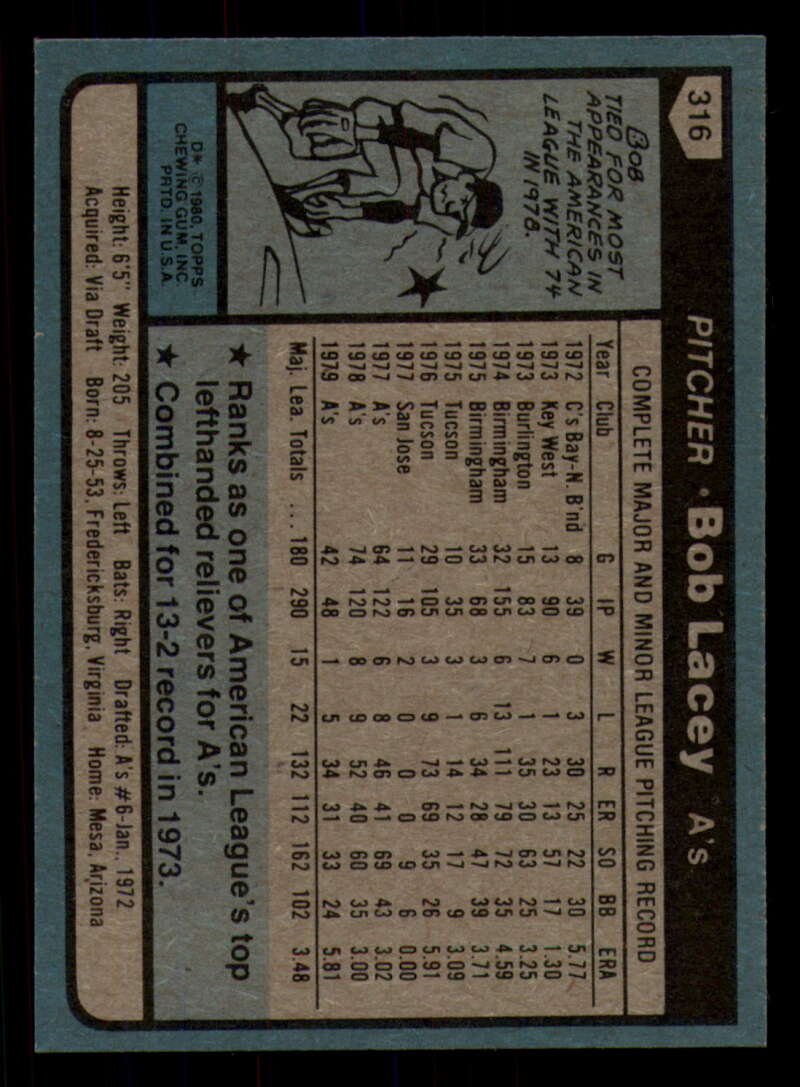 316
PITCHER • Bob Lacey A's
Bob
TIED FOR MOST
APPEARANCES IN
THE AMERICAN
LEAGUE WITH 74
IN 1978.
D* © 1980, TOPPS
CHEWING GUM, INC.
PRTD. IN U.S.A.
COMPLETE MAJOR AND MINOR LEAGUE PITCHING RECORD
Year Club G IP W L R ER SO BB ERA
1972 C's Bay-N. B'nd 8 39 0 3 30 25 22 30 5.77
1973 Key West 13 90 6 1 23 13 57 17 1.30
1973 Burlington 15 83 7 1 35 30 63 25 3.25
1974 Birmingham 32 155 6 13 111 79 72 35 4.59
1975 Birmingham 33 68 3 6 34 28 47 39 3.71
1975 Tucson 10 35 3 1 14 12 17 9 3.09
1976 Tucson 29 105 3 9 73 69 35 26 5.91
1977 San Jose 11 16 2 0 0 0 9 6 0.00
1977 A's 64 122 6 8 46 41 69 43 3.02
1978 A's 74 120 8 9 52 40 60 35 3.00
1979 A's 42 48 1 5 34 31 33 24 5.81
Maj. Lea. Totals ... 180 290 15 22 132 112 162 102 3.48
★ Ranks as one of American League's top
lefthanded relievers for A's.
★ Combined for 13-2 record in 1973.
Height: 6'5" Weight: 205 Throws: Left Bats: Right Drafted: A's #6-Jan., 1972
Acquired: Via Draft Born: 8-25-53, Fredericksburg, Virginia Home: Mesa, Arizona